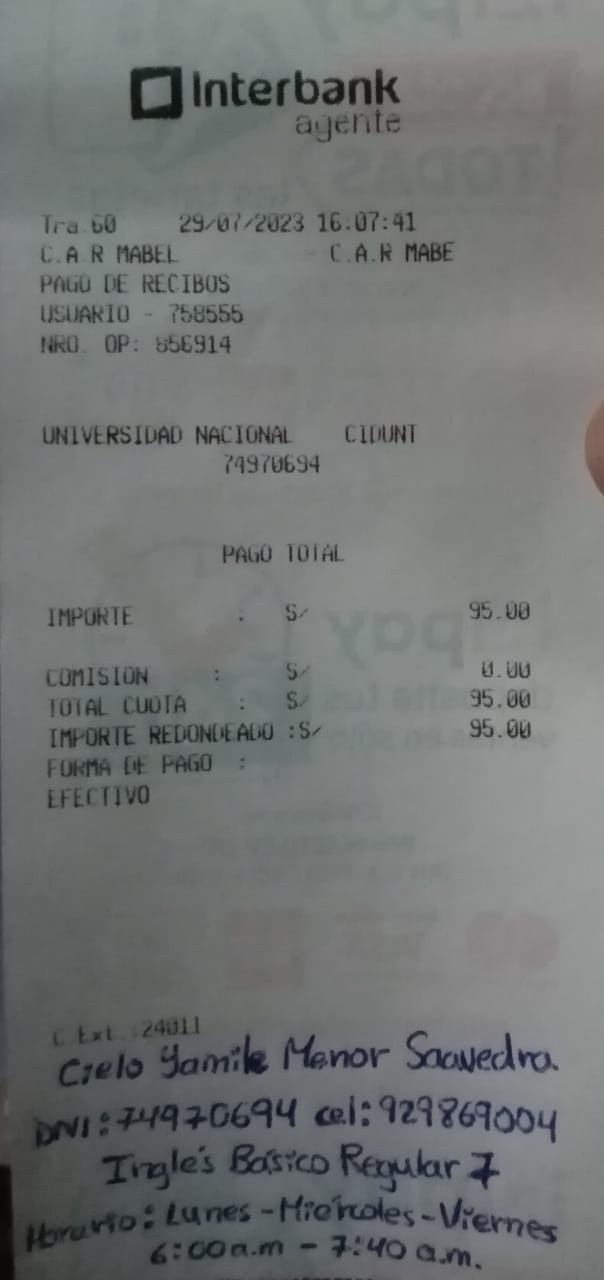 Interbank
agente
Tra.60 29/07/2023 16:07:41
C.A.R MABEL - C.A.R MABE
PAGO DE RECIBOS
USUARIO - 758555
NRO. OP: 856914
UNIVERSIDAD NACIONAL CIDUNT
74970694
PAGO TOTAL
IMPORTE : S/ 95.00
COMISION : S/ 0.00
TOTAL CUOTA : S/ 95.00
IMPORTE REDONDEADO :S/ 95.00
FORMA DE PAGO :
EFECTIVO
C.Ext.:24011
Cielo Yamile Menor Saavedra.
DNI:74970694 cel:929869004
Inglés Básico Regular 7
Horario: Lunes-Miércoles-Viernes
6:00a.m - 7:40 a.m.